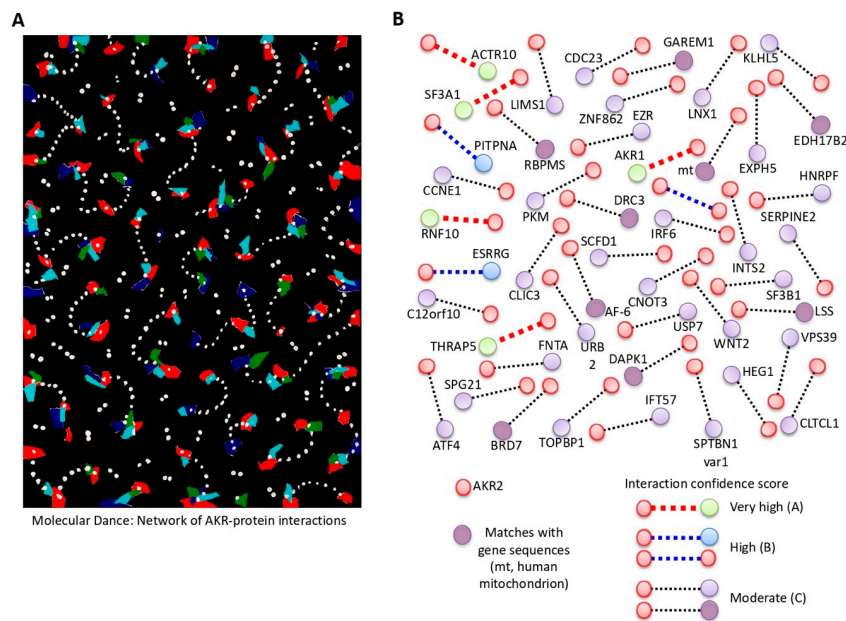 A
B
ACTR10
GAREM1
CDC23
KLHL5
SF3A1
LIMS1
ZNF862
LNX1
EZR
EDH17B2
PITPNA
RBPMS
AKR1
mt
EXPH5
CCNE1
HNRPF
PKM
DRC3
RNF10
IRF6
SERPINE2
ESRRG
SCFD1
INTS2
CLIC3
CNOT3
SF3B1
C12orf10
AF-6
USP7
LSS
WNT2
THRAP5
FNTA
URB
2
VPS39
DAPK1
HEG1
SPG21
IFT57
ATF4
BRD7
TOPBP1
SPTBN1
var1
CLTCL1
AKR2
Matches with
gene sequences
(mt, human
mitochondrion)
Interaction confidence score
Very high (A)
High (B)
Moderate (C)
Molecular Dance: Network of AKR-protein interactions